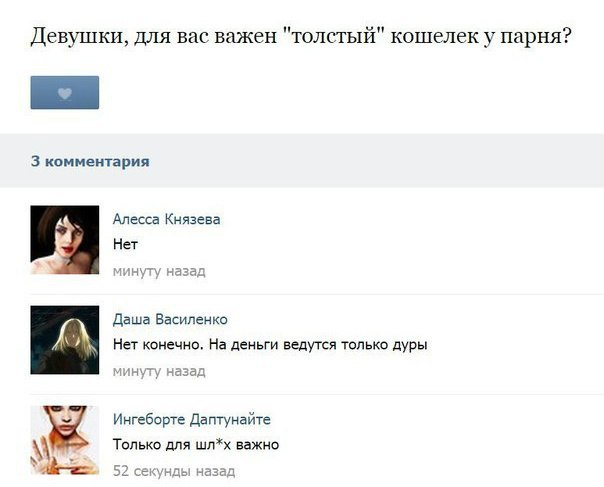 Девушки, для вас важен "толстый" кошелек у парня?
3 комментария
Алесса Князева
Нет
минуту назад
Даша Василенко
Нет конечно. На деньги ведутся только дуры
минуту назад
Ингеборге Даптунайте
Только для шл*х важно
52 секунды назад